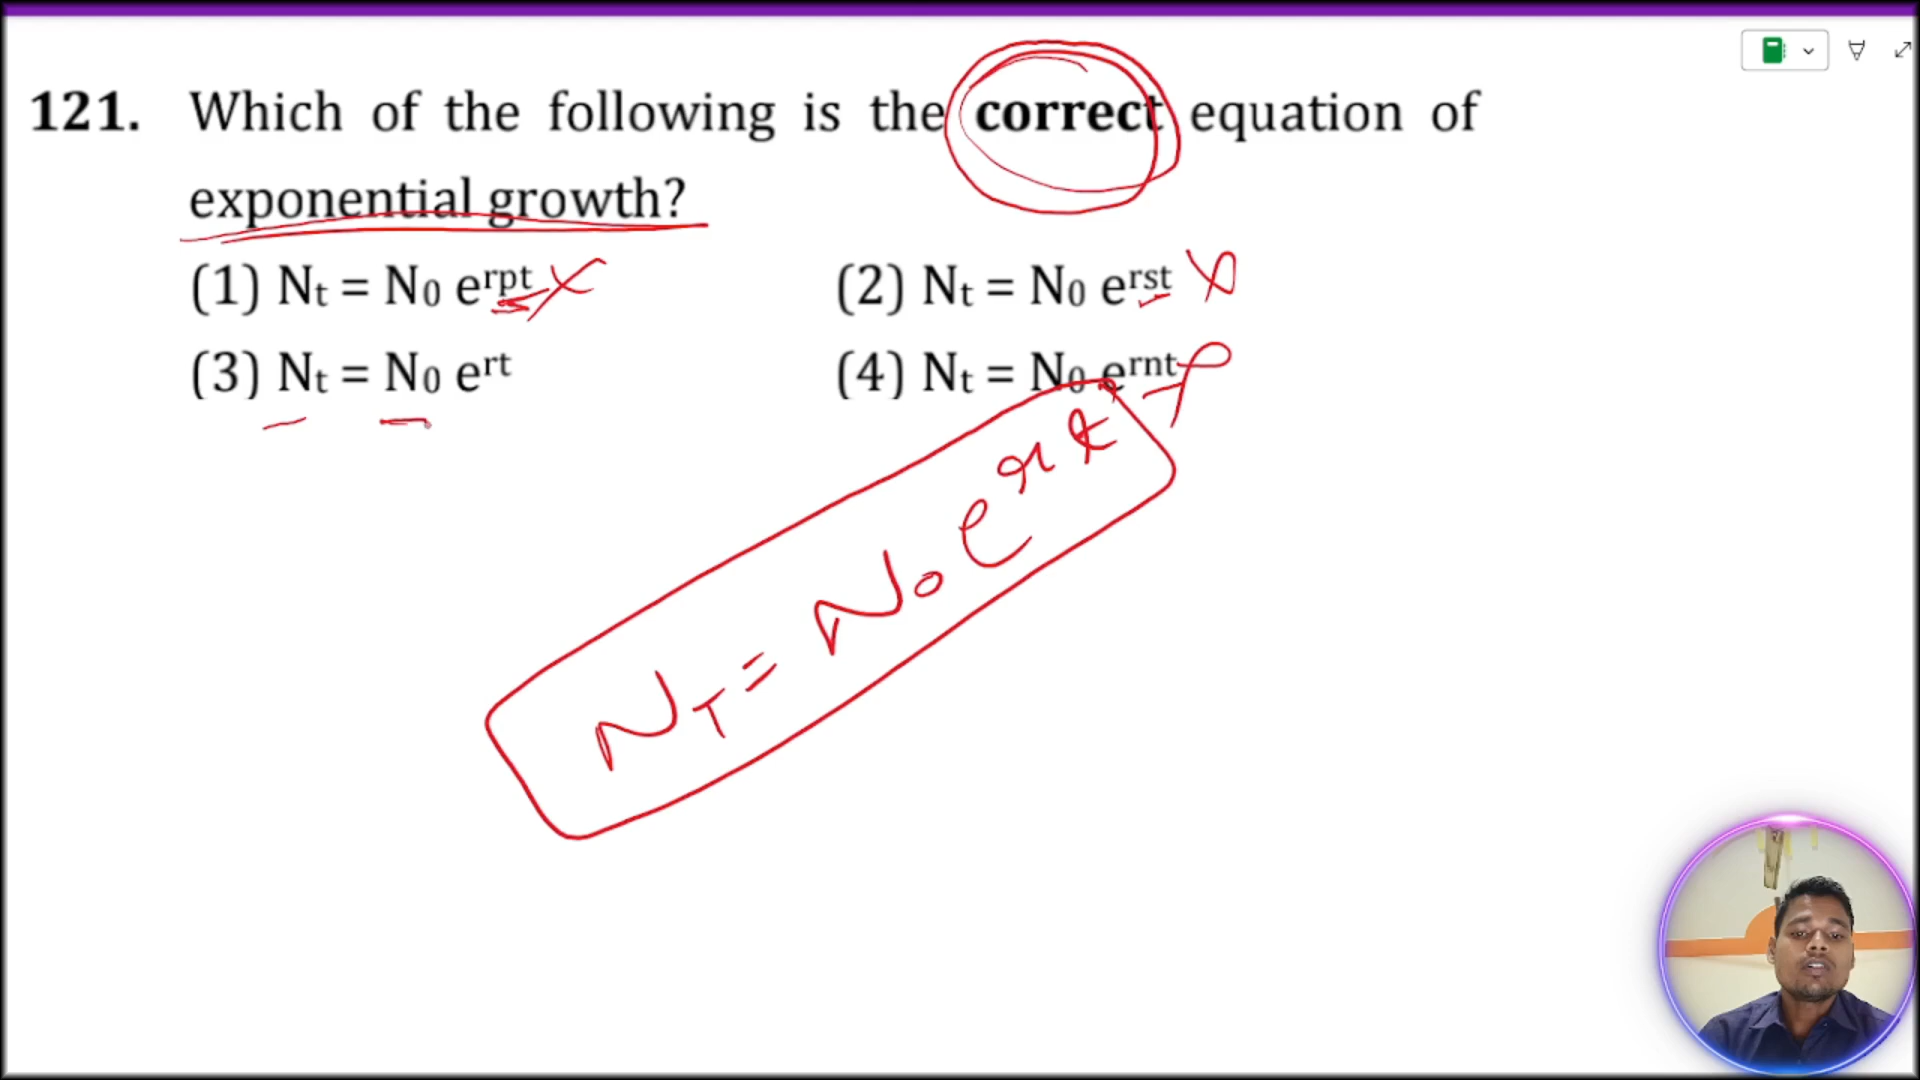 121. Which of the following is the correct equation of
exponential growth?
(1) Nt = N0 e^rpt (2) Nt = N0 e^rst
(3) Nt = N0 e^rt (4) Nt = N0 e^rnt
NT = N0 e^rt